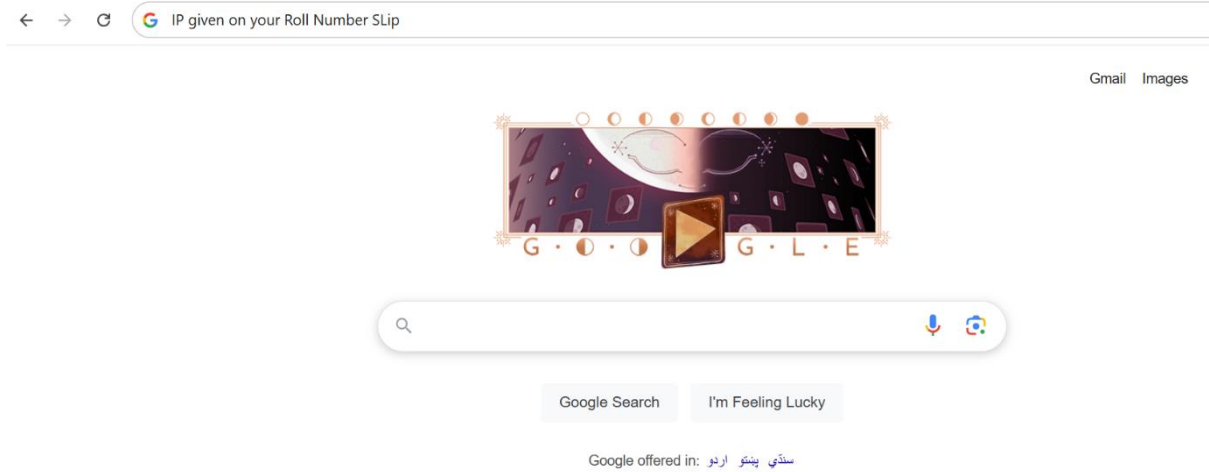 IP given on your Roll Number SLip
Gmail Images
G · O · O G · L · E
Google Search I'm Feeling Lucky
Google offered in: اردو پښتو سنڌي